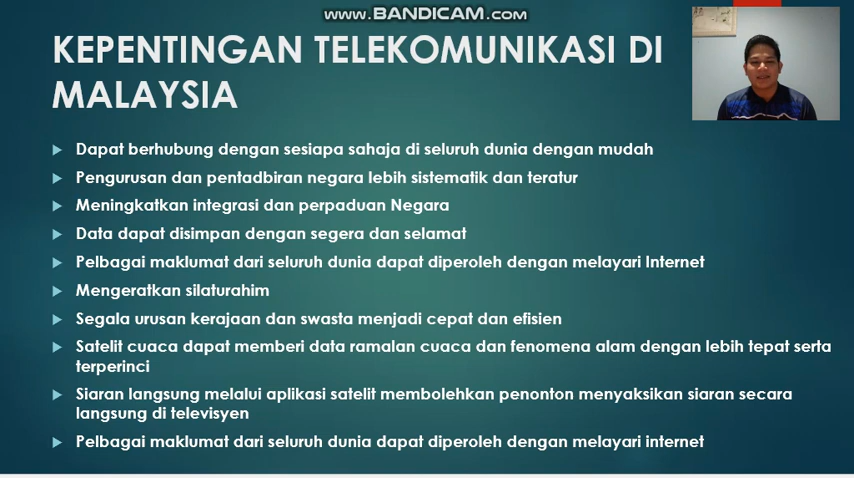 www.BANDICAM.com
KEPENTINGAN TELEKOMUNIKASI DI
MALAYSIA
Dapat berhubung dengan sesiapa sahaja di seluruh dunia dengan mudah
Pengurusan dan pentadbiran negara lebih sistematik dan teratur
Meningkatkan integrasi dan perpaduan Negara
Data dapat disimpan dengan segera dan selamat
Pelbagai maklumat dari seluruh dunia dapat diperoleh dengan melayari Internet
Mengeratkan silaturahim
Segala urusan kerajaan dan swasta menjadi cepat dan efisien
Satelit cuaca dapat memberi data ramalan cuaca dan fenomena alam dengan lebih tepat serta
terperinci
Siaran langsung melalui aplikasi satelit membolehkan penonton menyaksikan siaran secara
langsung di televisyen
Pelbagai maklumat dari seluruh dunia dapat diperoleh dengan melayari internet